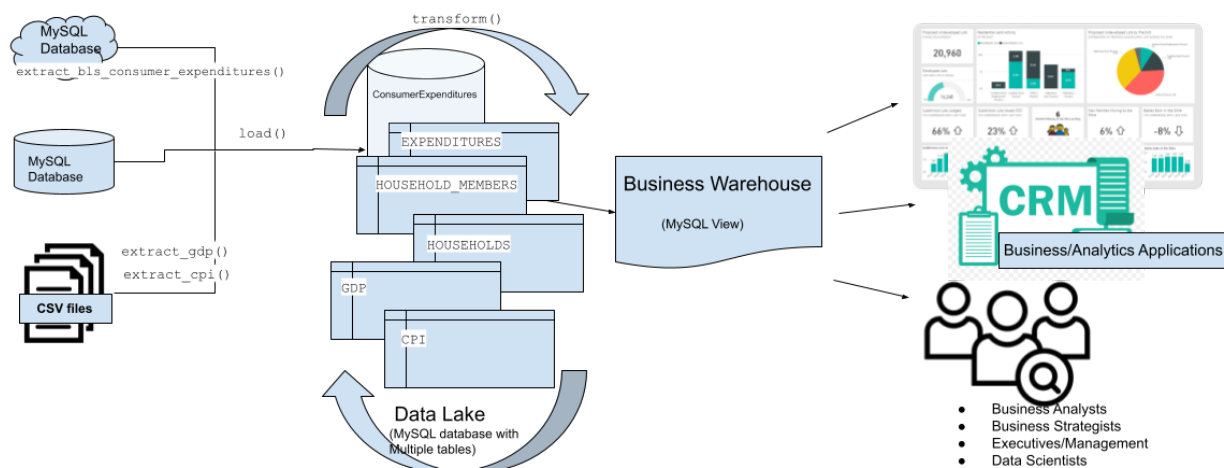 MySQL
Database
extract_bls_consumer_expenditures()
MySQL
Database
load()
extract_gdp()
extract_cpi()
CSV files
transform()
ConsumerExpenditures
EXPENDITURES
HOUSEHOLD_MEMBERS
HOUSEHOLDS
GDP
CPI
Data Lake
(MySQL database with
Multiple tables)
Business Warehouse
(MySQL View)
20,960
66%
23%
6
6%
-8%
CRM
Business/Analytics Applications
● Business Analysts
● Business Strategists
● Executives/Management
● Data Scientists